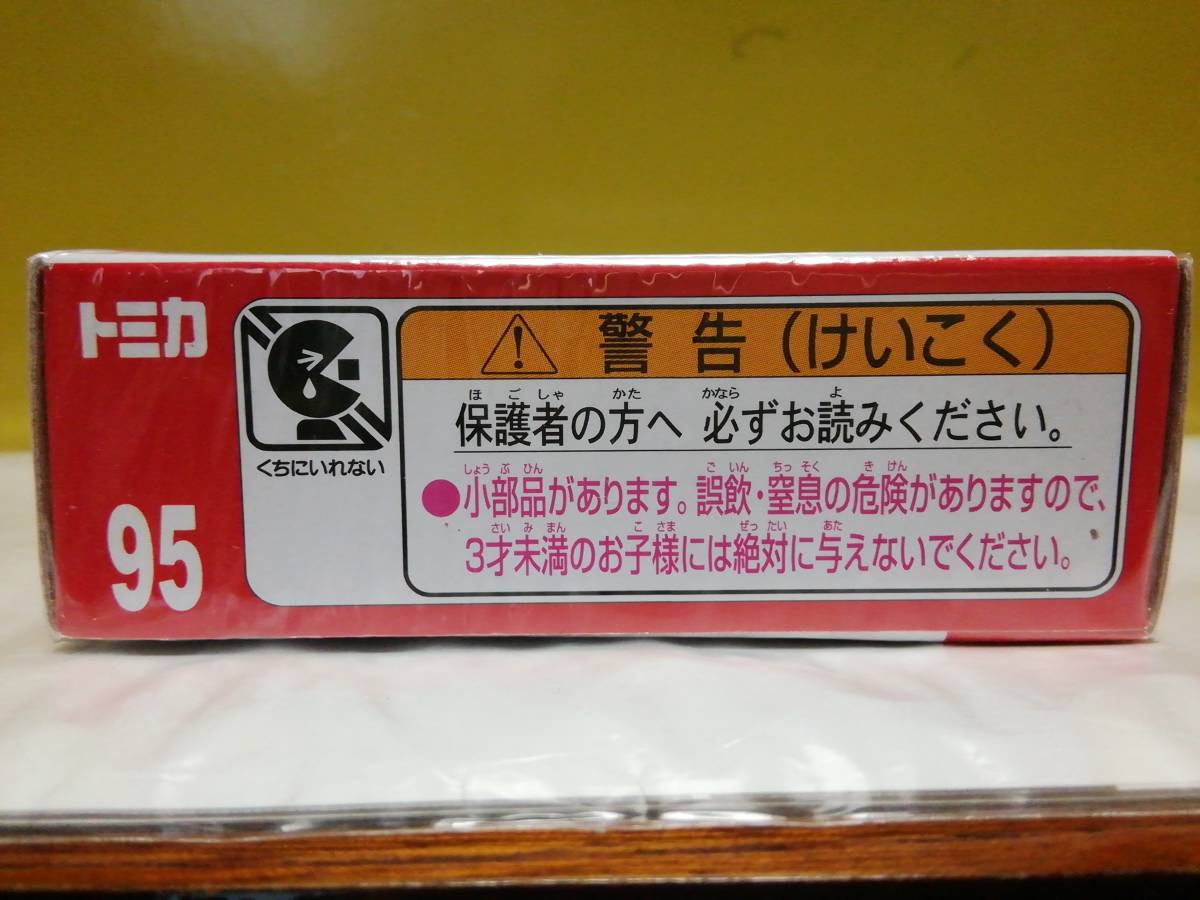 トミカ
95
くちにいれない
警告(けいこく)
ほごしゃ かた かなら よ
保護者の方へ 必ずお読みください。
しょうぶひん ごいん ちっそく きけん
●小部品があります。誤飲・窒息の危険がありますので、
さいみまん こさま ぜったい あた
3才未満のお子様には絶対に与えないでください。